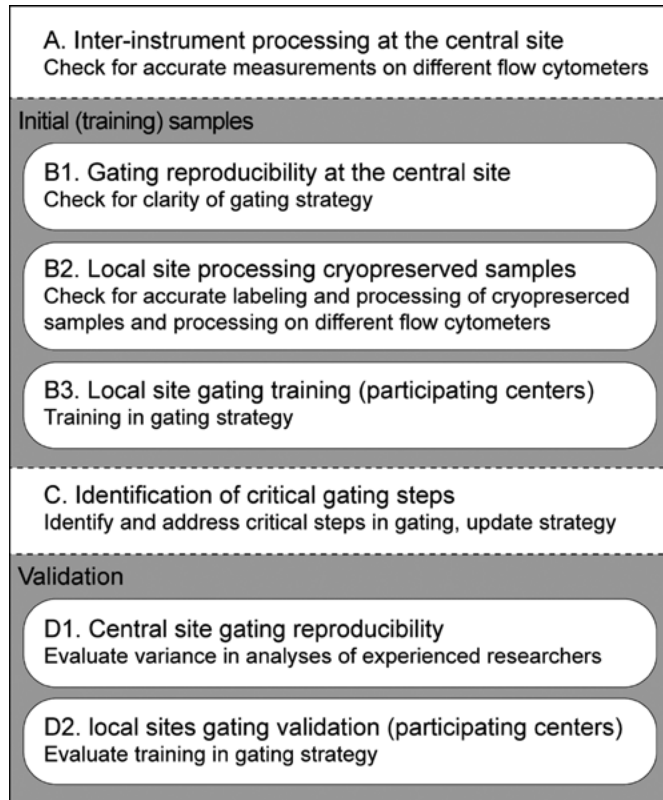 A. Inter-instrument processing at the central site
Check for accurate measurements on different flow cytometers
Initial (training) samples
B1. Gating reproducibility at the central site
Check for clarity of gating strategy
B2. Local site processing cryopreserved samples
Check for accurate labeling and processing of cryopreserced
samples and processing on different flow cytometers
B3. Local site gating training (participating centers)
Training in gating strategy
C. Identification of critical gating steps
Identify and address critical steps in gating, update strategy
Validation
D1. Central site gating reproducibility
Evaluate variance in analyses of experienced researchers
D2. local sites gating validation (participating centers)
Evaluate training in gating strategy